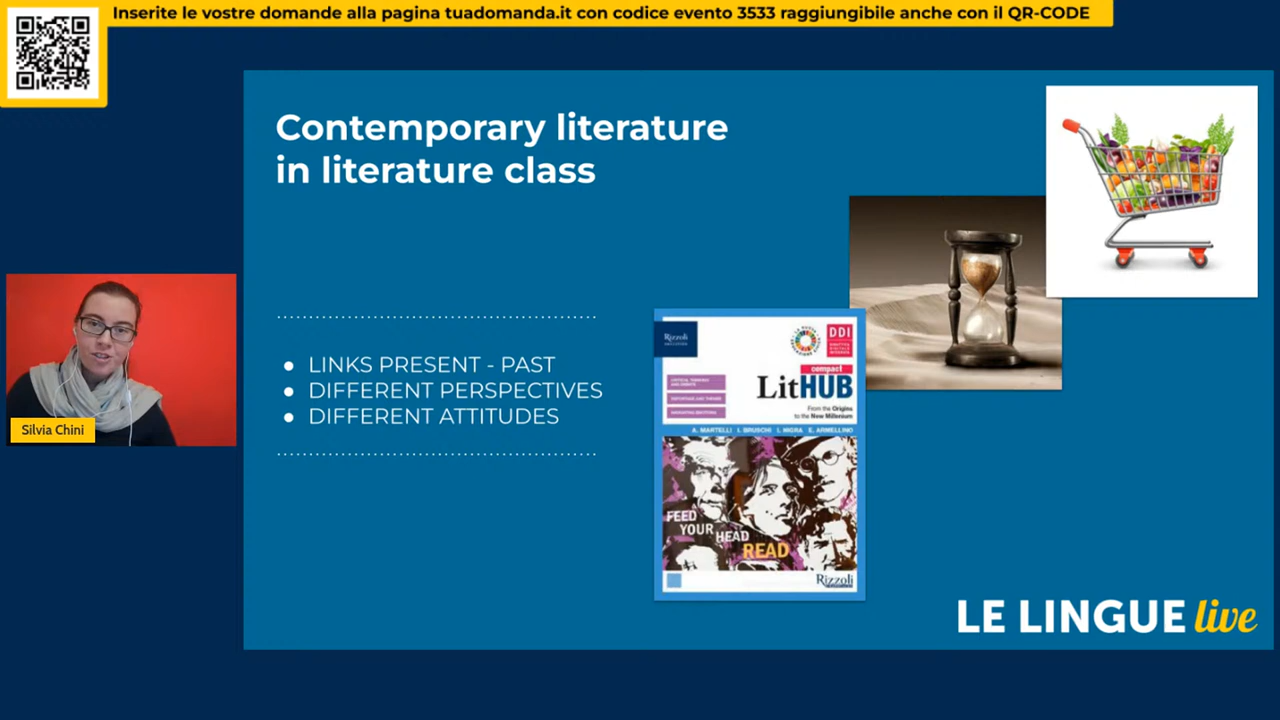 Inserite le vostre domande alla pagina tuadomanda.it con codice evento 3533 raggiungibile anche con il QR-CODE
Contemporary literature
in literature class
LINKS PRESENT - PAST
DIFFERENT PERSPECTIVES
DIFFERENT ATTITUDES
Silvia Chini
Rizzoli
DDI
compact
LitHUB
From the Origins
to the New Millenium
A. MARTELLI I. BRUSCHI I. NIGRA E. ARMELLINO
FEED
YOUR
HEAD
READ
Rizzoli
LE LINGUE live